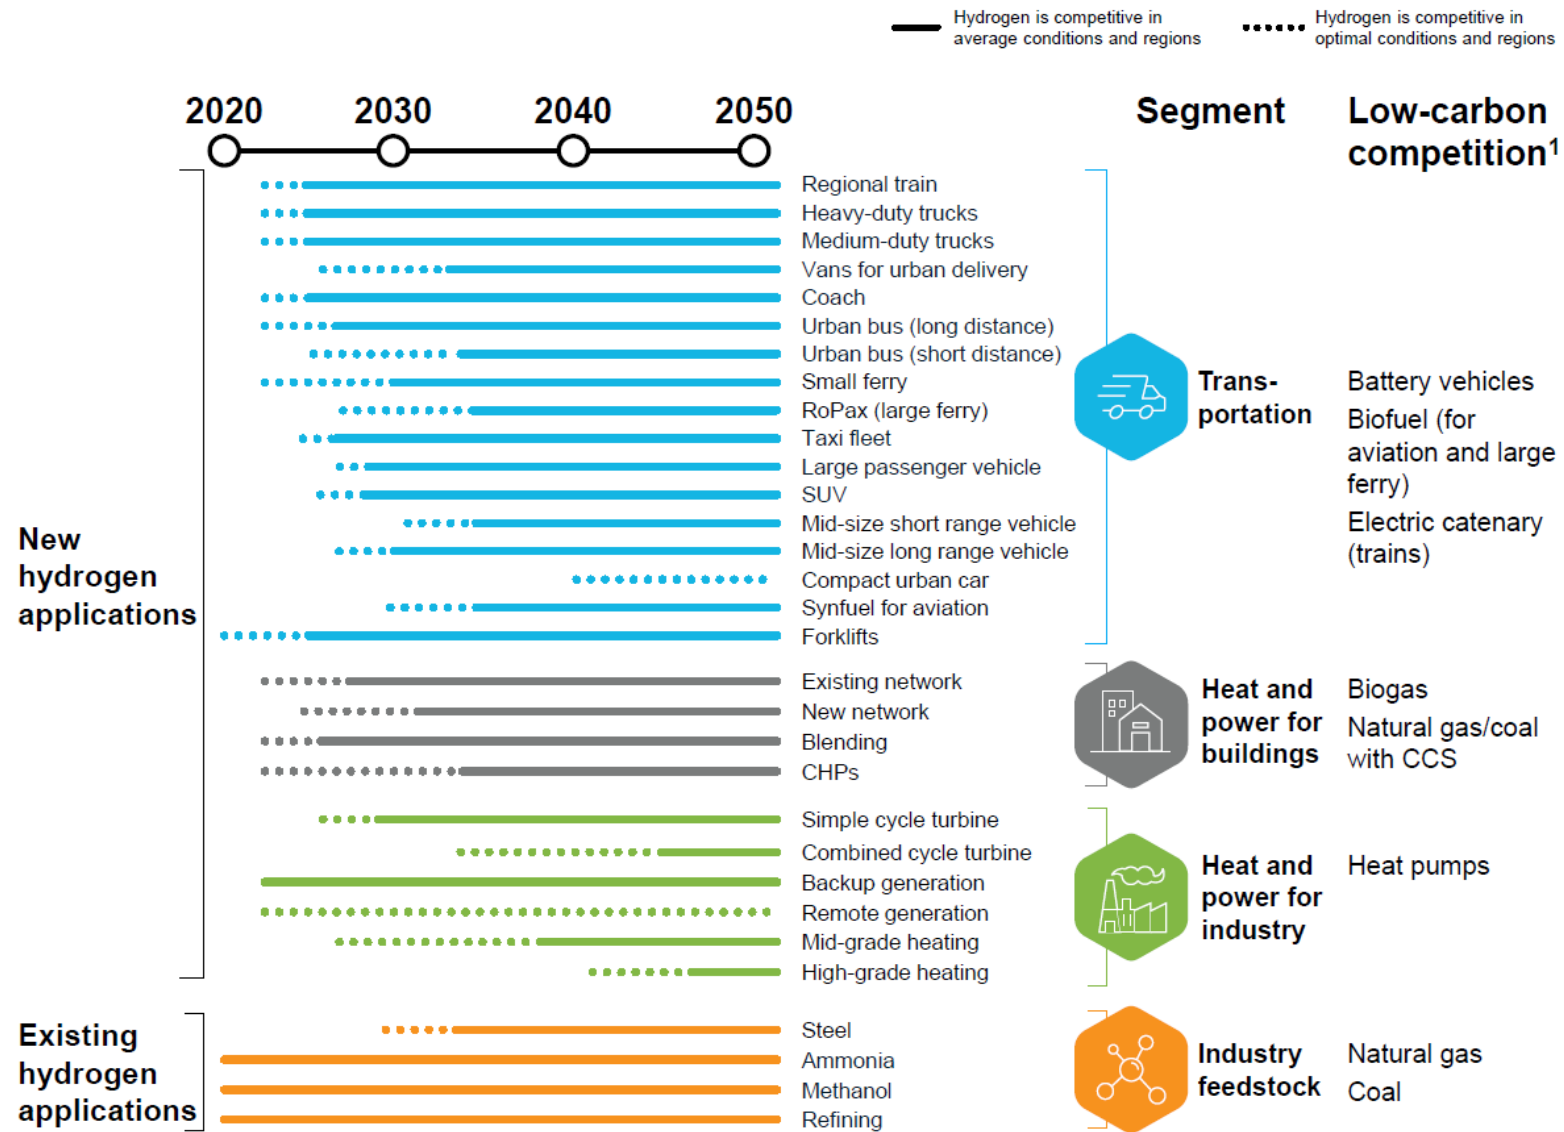 Hydrogen is competitive in
average conditions and regions
Hydrogen is competitive in
optimal conditions and regions
2020
2030
2040
2050
Segment
Low-carbon
competition¹
New
hydrogen
applications
Regional train
Heavy-duty trucks
Medium-duty trucks
Vans for urban delivery
Coach
Urban bus (long distance)
Urban bus (short distance)
Small ferry
RoPax (large ferry)
Taxi fleet
Large passenger vehicle
SUV
Mid-size short range vehicle
Mid-size long range vehicle
Compact urban car
Synfuel for aviation
Forklifts
Trans-
portation
Battery vehicles
Biofuel (for
aviation and large
ferry)
Electric catenary
(trains)
Existing network
New network
Blending
CHPs
Heat and
power for
buildings
Biogas
Natural gas/coal
with CCS
Simple cycle turbine
Combined cycle turbine
Backup generation
Remote generation
Mid-grade heating
High-grade heating
Heat and
power for
industry
Heat pumps
Existing
hydrogen
applications
Steel
Ammonia
Methanol
Refining
Industry
feedstock
Natural gas
Coal